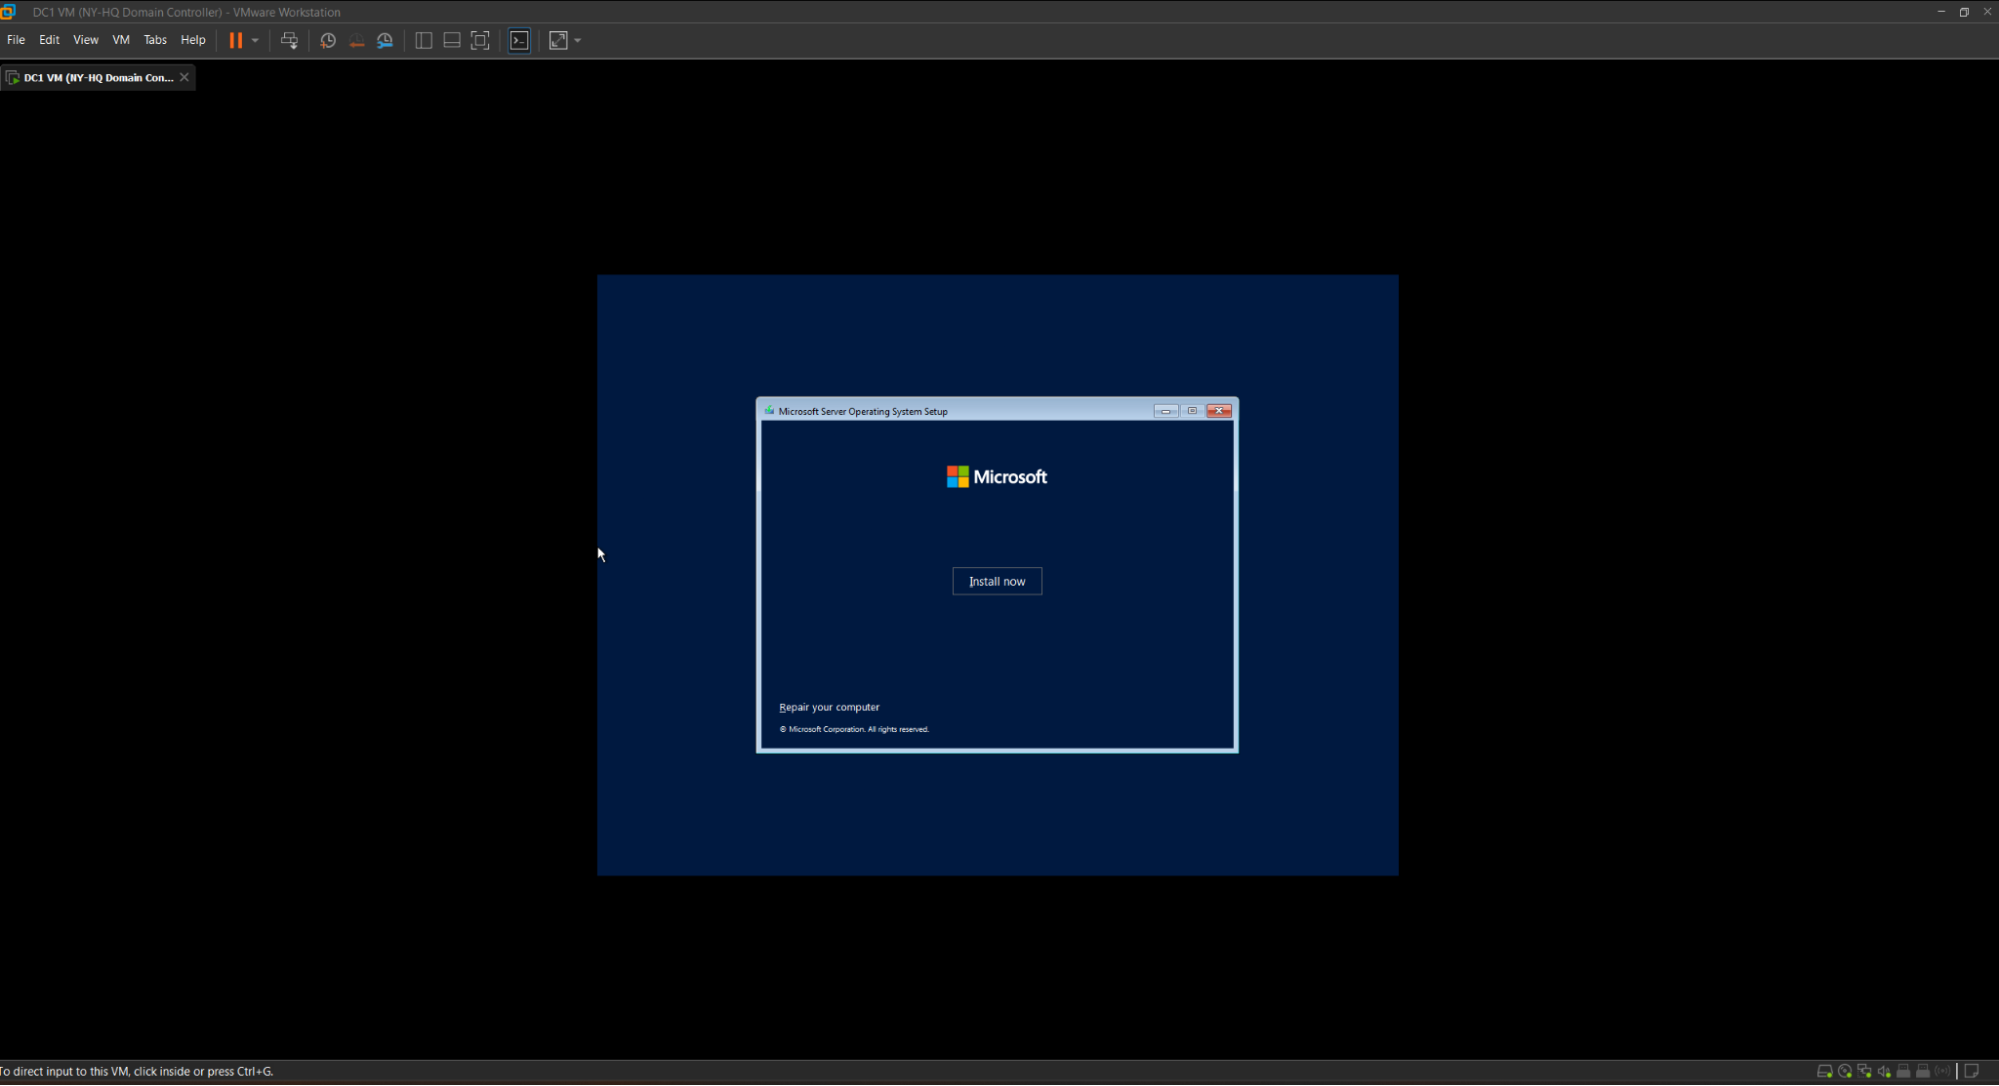 DC1 VM (NY-HQ Domain Controller) - VMware Workstation
File Edit View VM Tabs Help
DC1 VM (NY-HQ Domain Con...
Microsoft Server Operating System Setup
Microsoft
Install now
Repair your computer
© Microsoft Corporation. All rights reserved.
To direct input to this VM, click inside or press Ctrl+G.